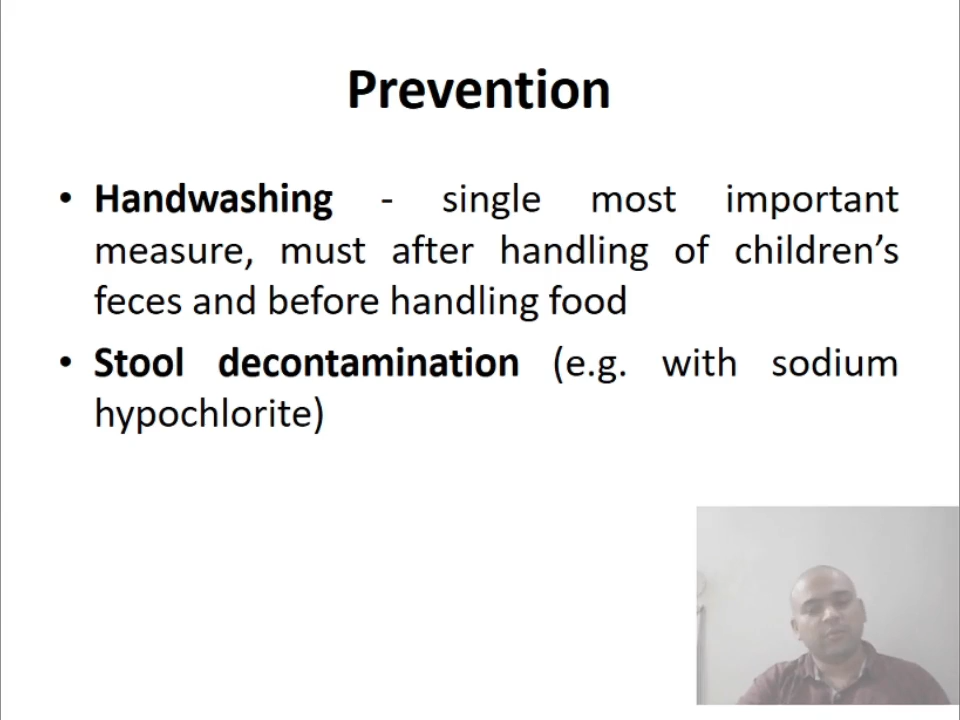 Prevention
• Handwashing - single most important
measure, must after handling of children’s
feces and before handling food
• Stool decontamination (e.g. with sodium
hypochlorite)